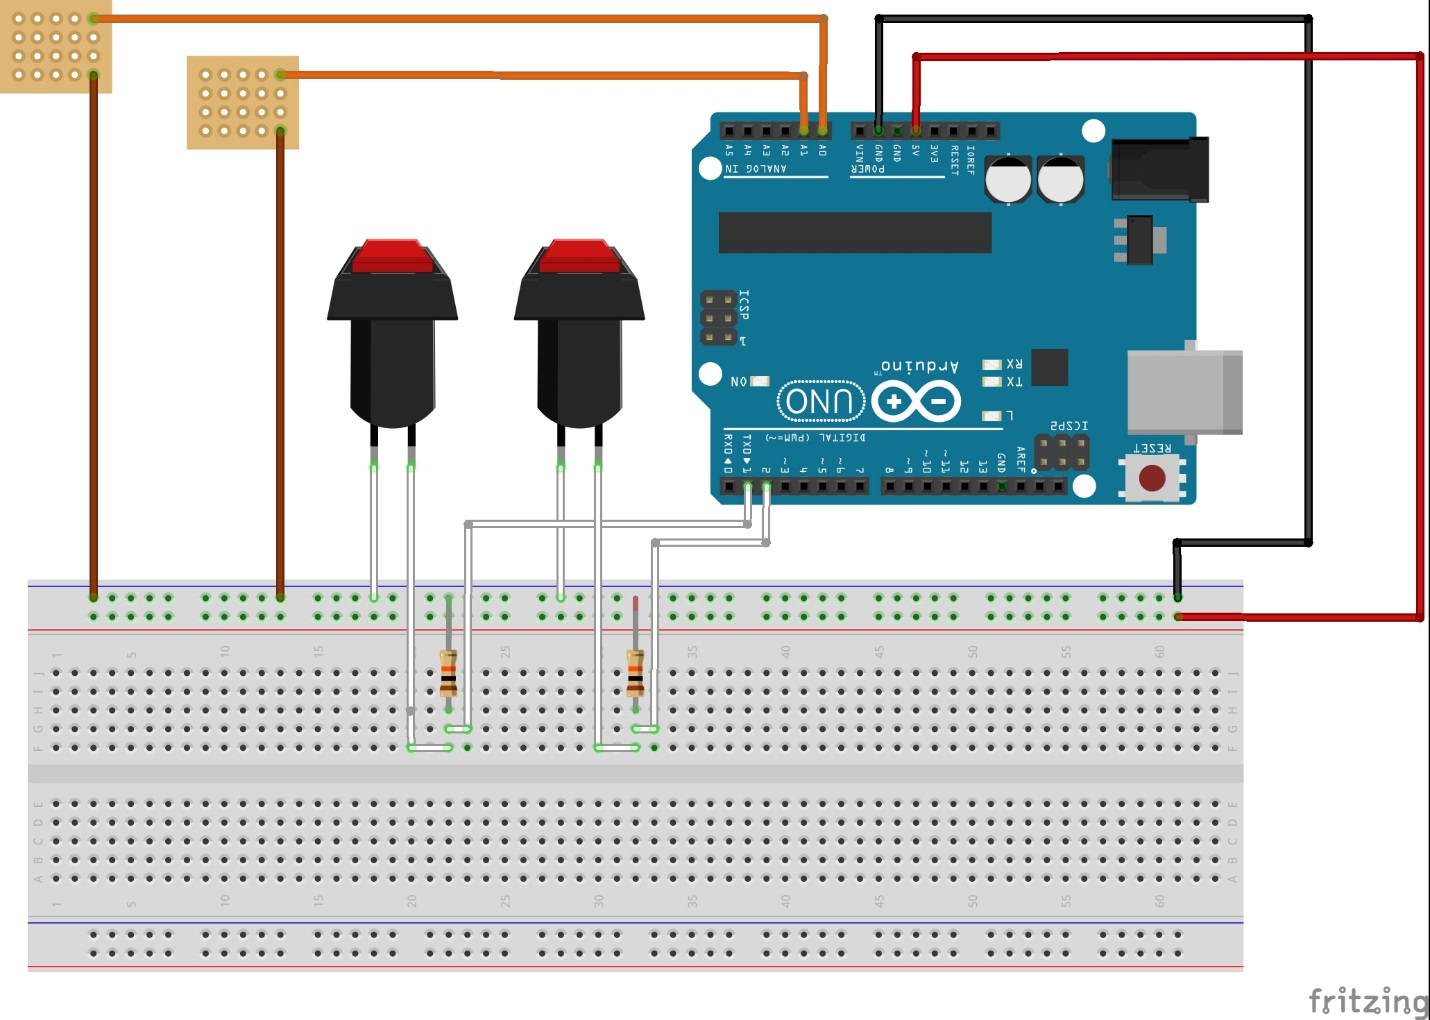 A5 A4 A3 A2 A1 A0 VIN GND GND 5V 3V3 RESET IOREF
ANALOG IN POWER
ICSP
1
ON
Arduino™
UNO
RX
TX
L
ICSP2
RESET
DIGITAL (PWM=~)
RXD ◀ 0 TXD ▶ 1 2 ~3 4 ~5 ~6 7 8 ~9 ~10 ~11 12 13 GND AREF
1 5 10 15 20 25 30 35 40 45 50 55 60
J J
I I
H H
G G
F F
E E
D D
C C
B B
A A
1 5 10 15 20 25 30 35 40 45 50 55 60
fritzing